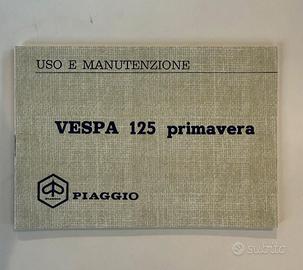 USO E MANUTENZIONE
VESPA 125 primavera
PIAGGIO
subito